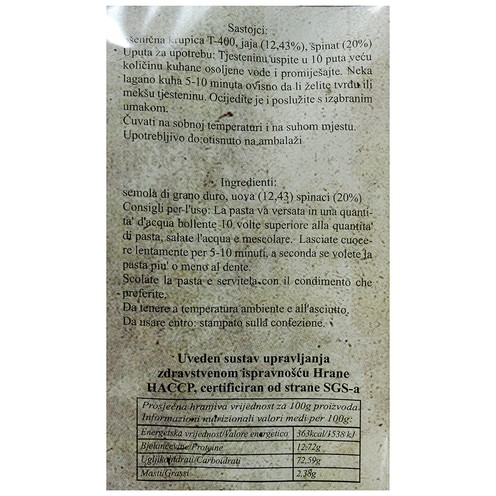 Sastojci:
pšenična krupica T-400, jaja (12,43%), špinat (20%)
Uputa za upotrebu: Tjesteninu uspite u 10 puta veću
količinu kuhane osoljene vode i promiješajte. Neka
lagano kuha 5-10 minuta ovisno da li želite tvrđu ili
mekšu tjesteninu. Ocijedite je i poslužite s izabranim
umakom.
Čuvati na sobnoj temperaturi i na suhom mjestu.
Upotrebljivo do:otisnuto na ambalaži
Ingredienti:
semola di grano duro, uova (12,43) spinaci (20%)
Consigli per l'uso: La pasta va versata in una quanti-
ta' d'acqua bollente 10 volte superiore alla quantita'
di pasta, salate l'acqua e mescolare. Lasciate cuoce-
re lentamente per 5-10 minuti, a seconda se volete la
pasta piu' o meno al dente.
Scolate la pasta e servitela con il condimento che
preferite.
Da tenere a temperatura ambiente e all'asciutto.
Da usare entro: stampato sulla confezione.
Uveden sustav upravljanja
zdravstvenom ispravnošću Hrane
HACCP, certificiran od strane SGS-a
Prosječna hranjiva vrijednost za 100g proizvoda
Informazioni nutrizionali valori medi per 100g:
Energetska vrijednost/Valore energetico 363kcal/1538 kJ
Bjelančevine/Proteine 12,72g
Ugljikohidrati/Carboidrati 72,59g
Masti/Grassi 2,38g